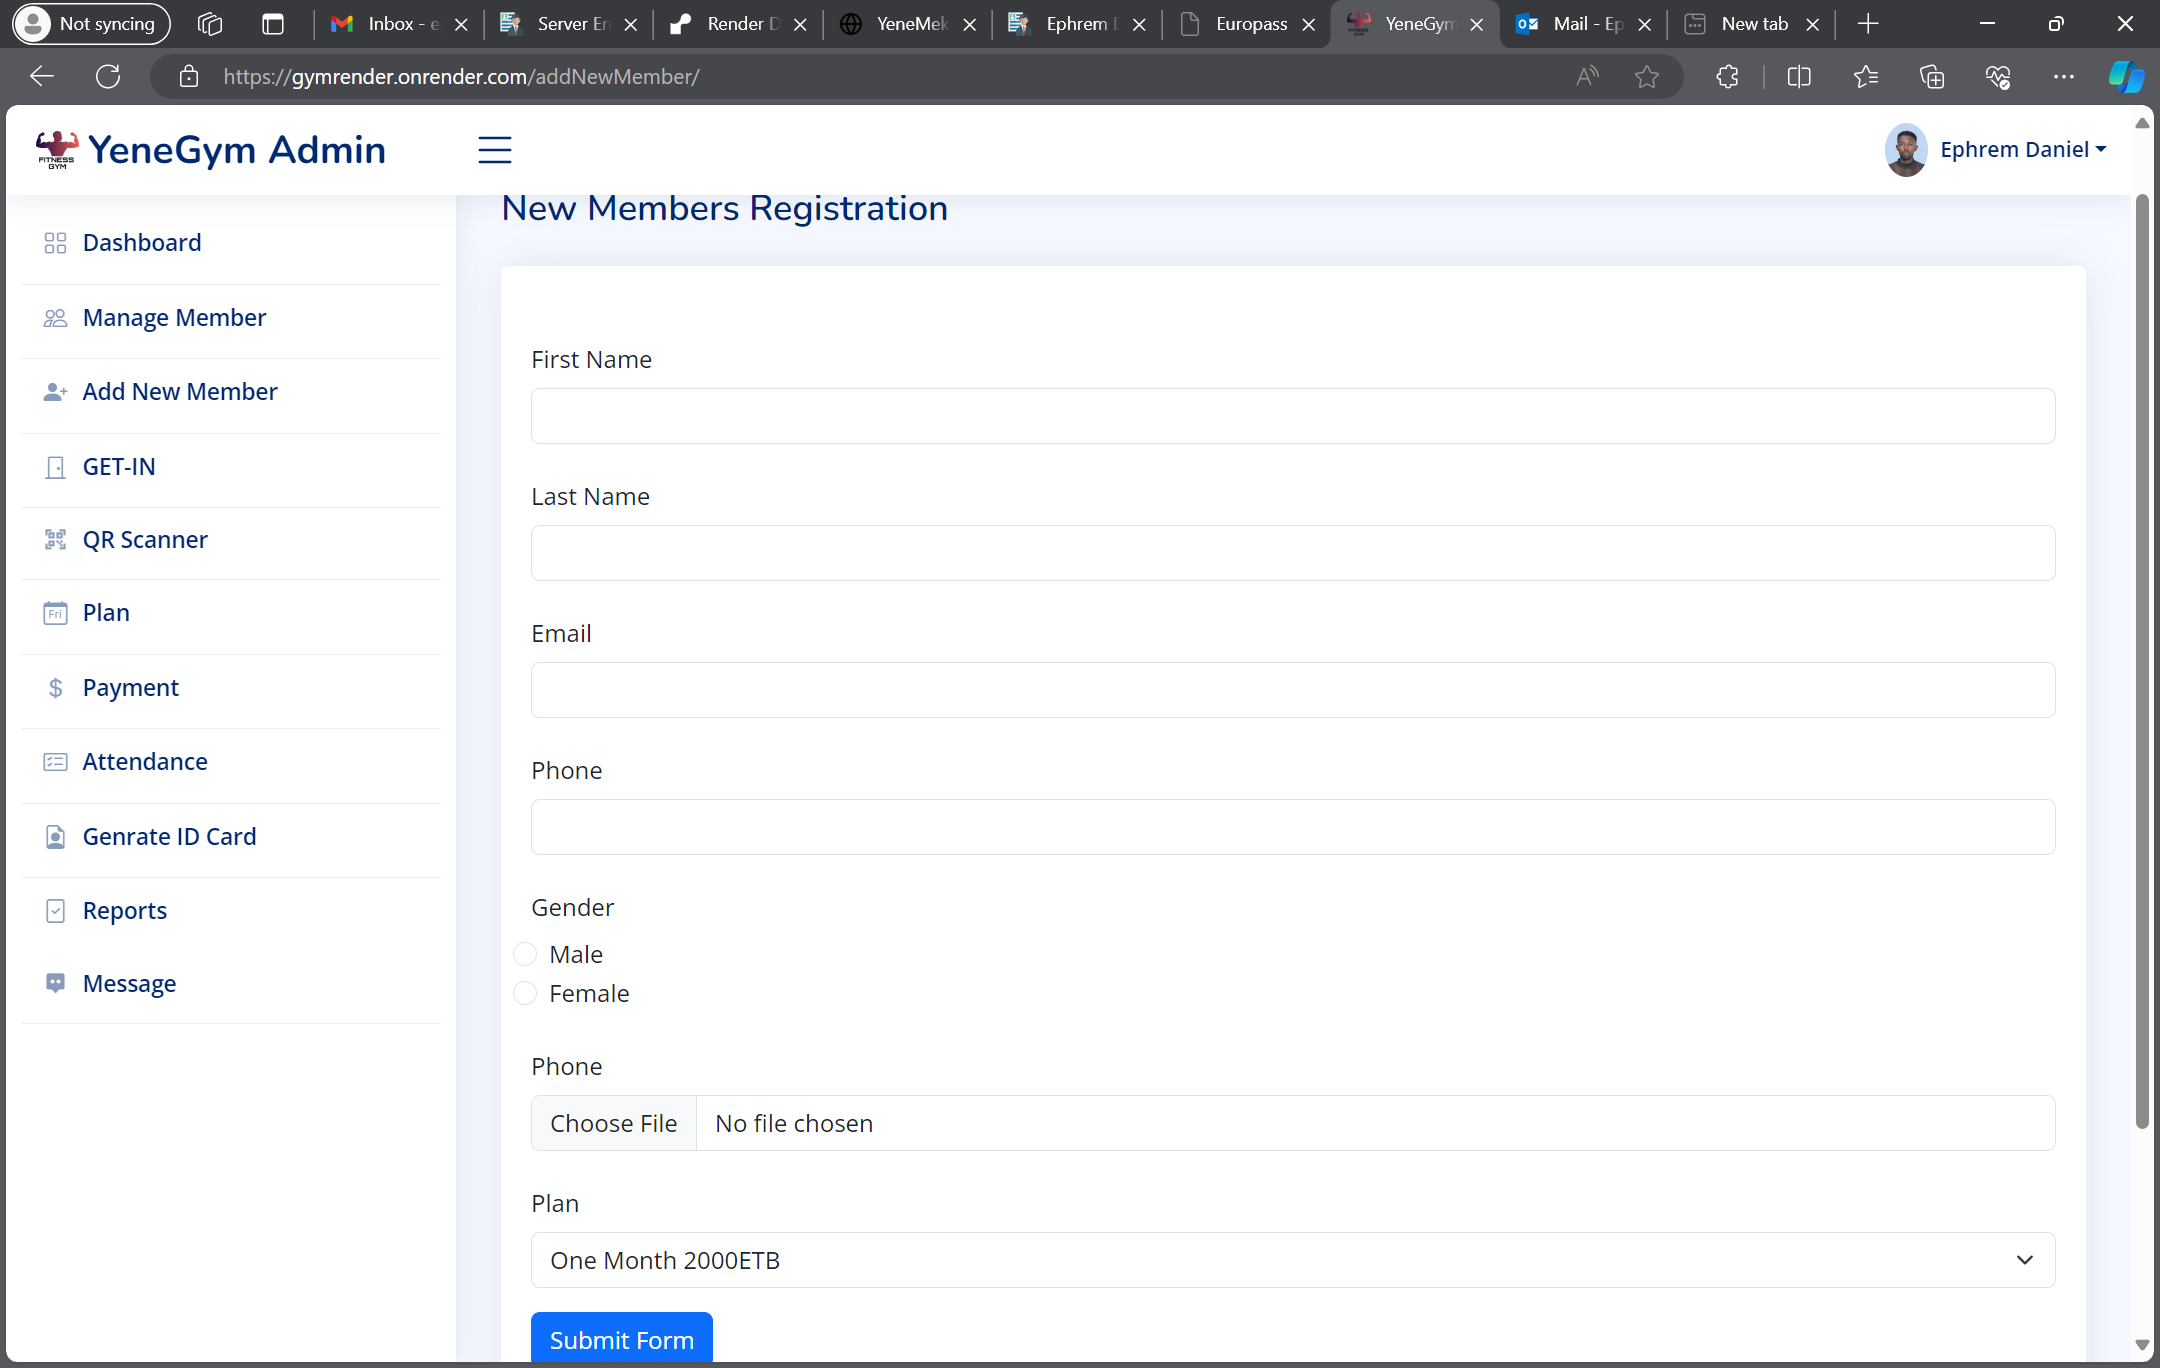 Not syncing
Inbox - e
Server Er
Render D
YeneMek
Ephrem D
Europass
YeneGym
Mail - Ep
New tab
https://gymrender.onrender.com/addNewMember/
FITNESS
GYM
YeneGym Admin
Ephrem Daniel
New Members Registration
Dashboard
Manage Member
Add New Member
GET-IN
QR Scanner
Fri
Plan
$ Payment
Attendance
Genrate ID Card
Reports
Message
First Name
Last Name
Email
Phone
Gender
Male
Female
Phone
Choose File
No file chosen
Plan
One Month 2000ETB
Submit Form